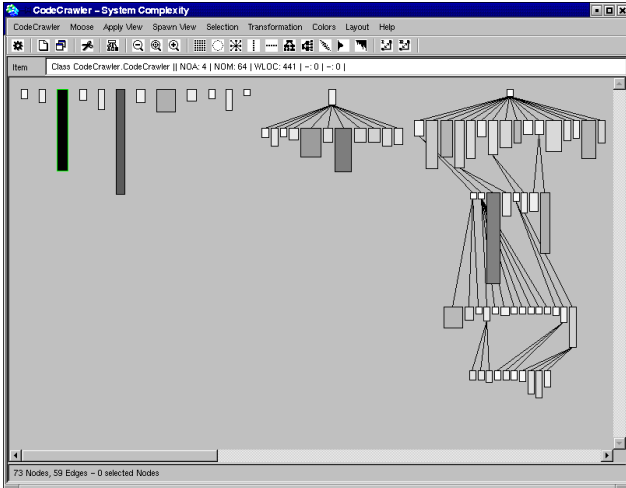 CodeCrawler – System Complexity
CodeCrawler Moose Apply View Spawn View Selection Transformation Colors Layout Help
Item Class CodeCrawler.CodeCrawler || NOA: 4 | NOM: 64 | WLOC: 441 | –: 0 | –: 0 |
73 Nodes, 59 Edges – 0 selected Nodes